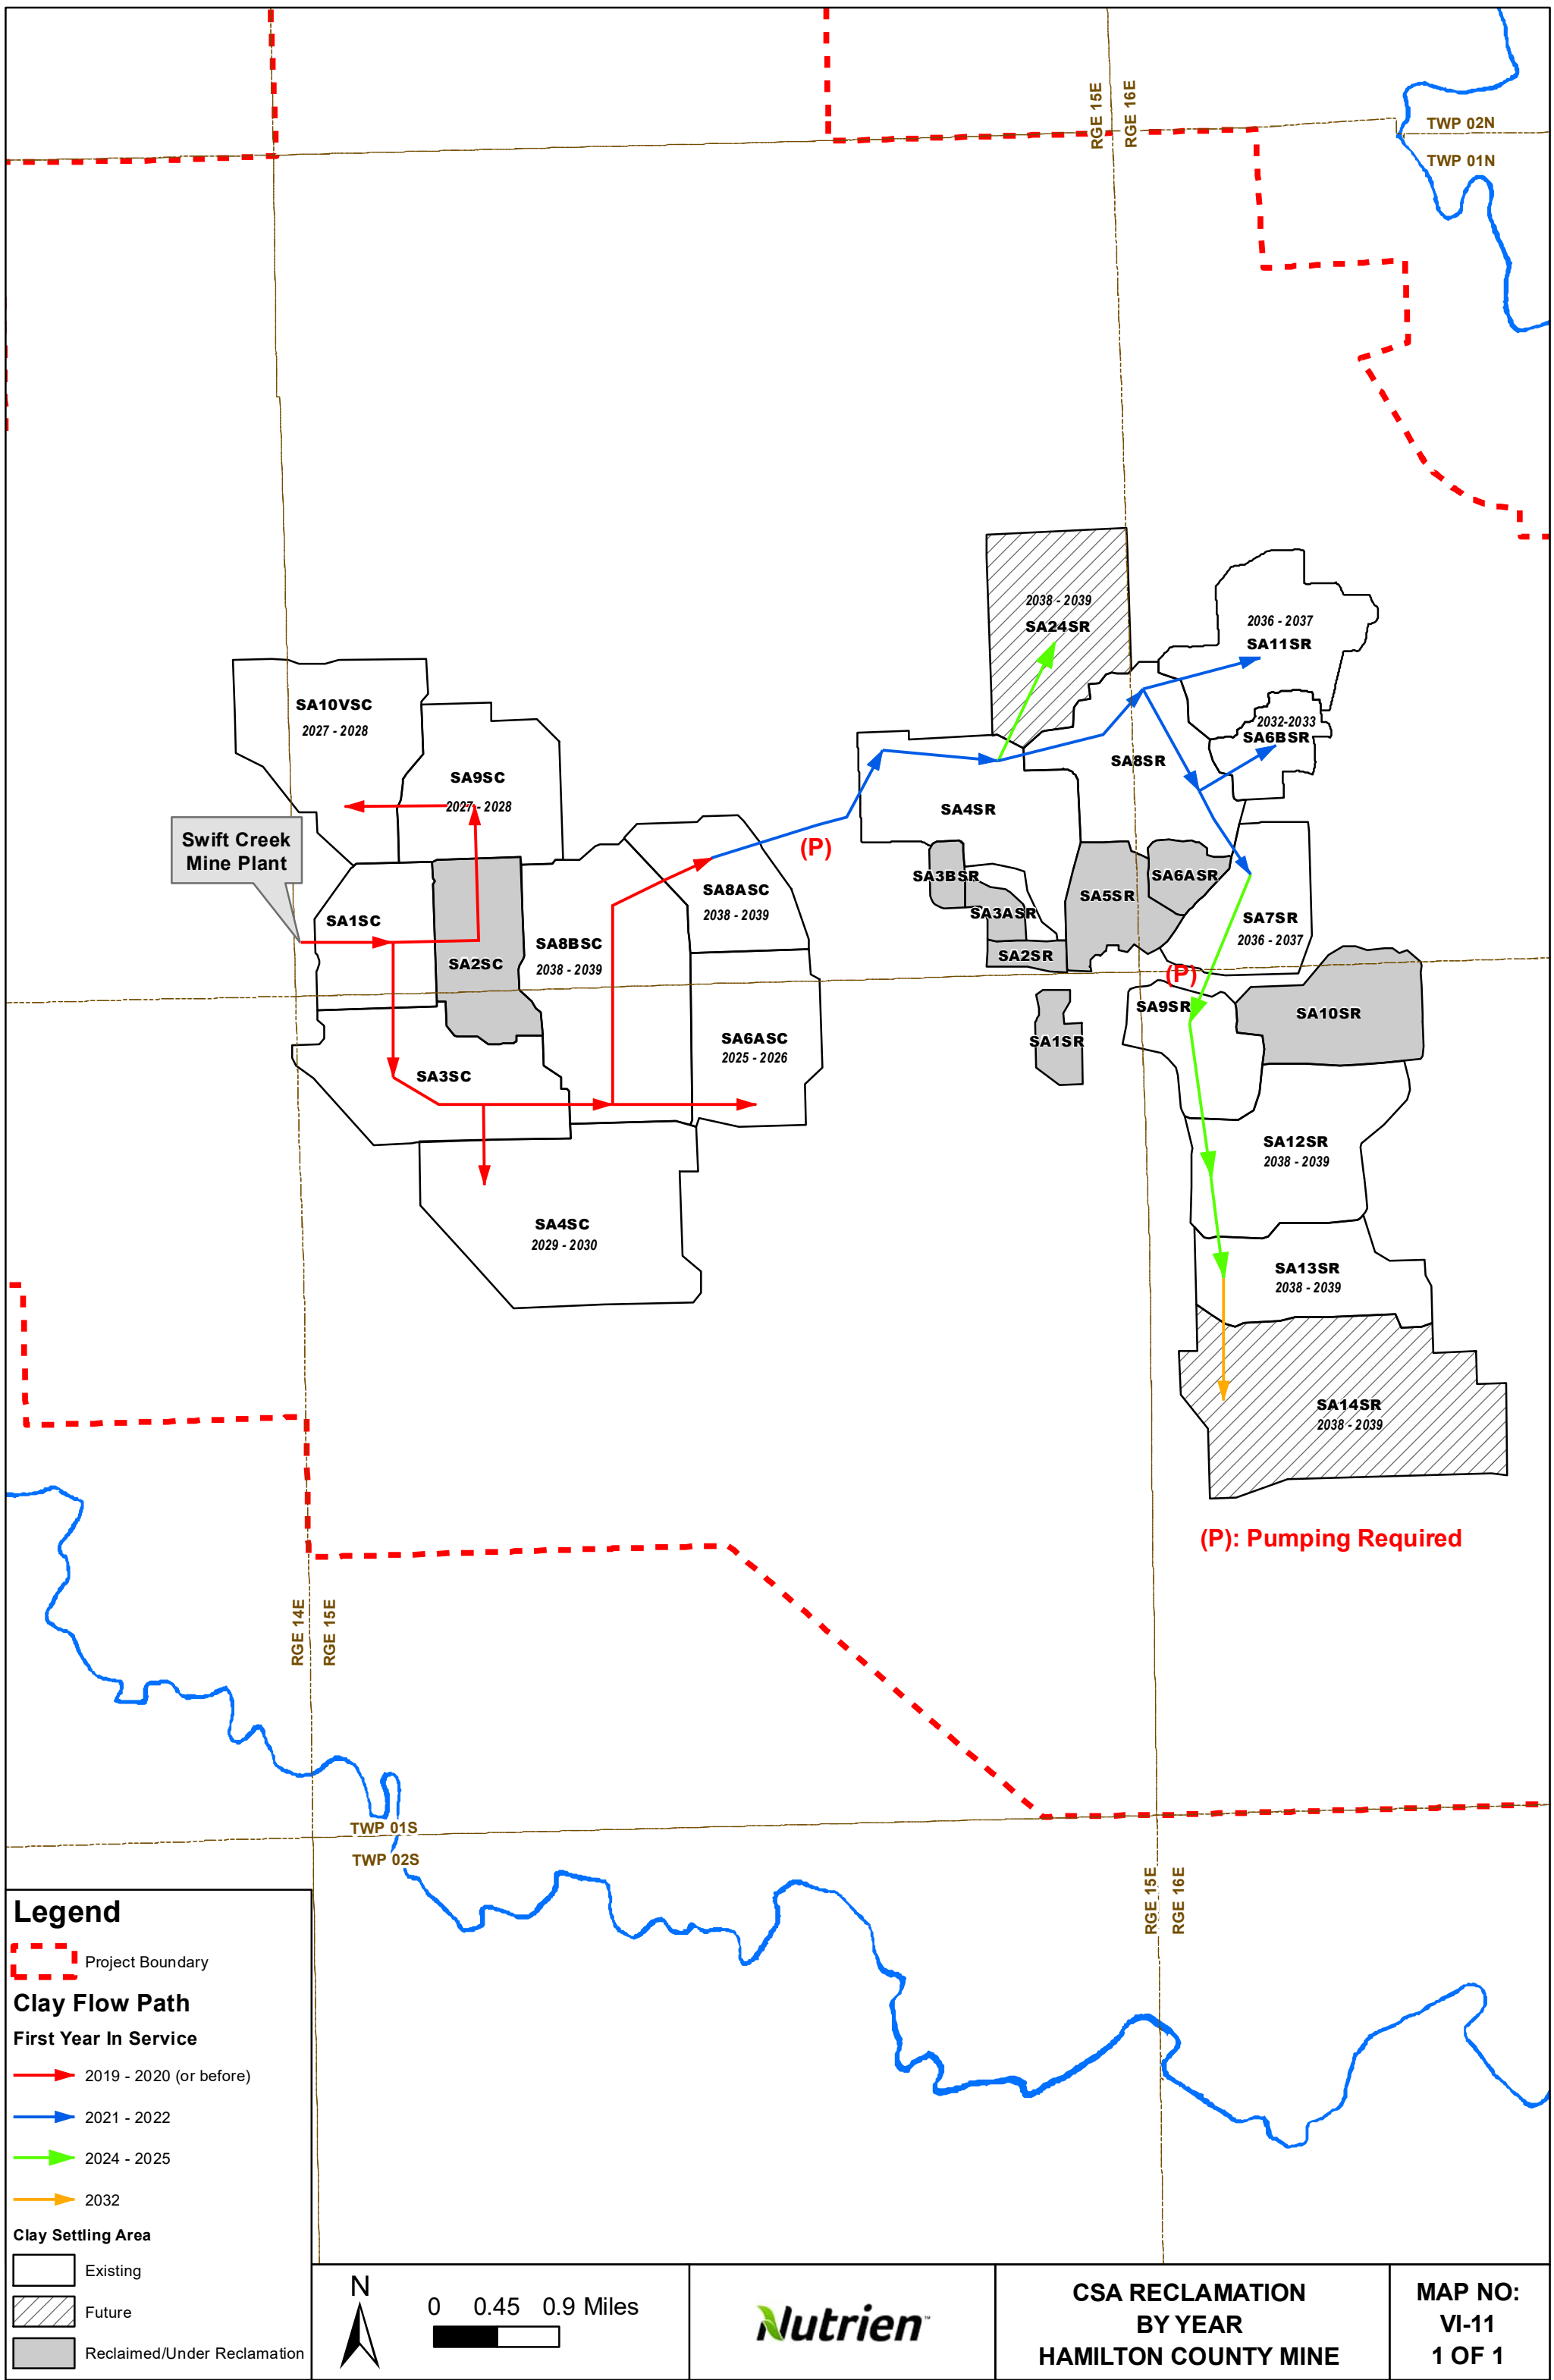 RGE 15E
RGE 16E
TWP 02N
TWP 01N
2038 - 2039
SA24SR
2036 - 2037
SA11SR
2032-2033
SA6BSR
SA10VSC
2027 - 2028
SA9SC
2027 - 2028
SA8SR
SA4SR
(P)
Swift Creek
Mine Plant
SA1SC
SA2SC
SA8BSC
2038 - 2039
SA8ASC
2038 - 2039
SA3BSR
SA3ASR
SA2SR
SA5SR
SA6ASR
SA7SR
2036 - 2037
(P)
SA9SR
SA10SR
SA1SR
SA6ASC
2025 - 2026
SA3SC
SA12SR
2038 - 2039
SA4SC
2029 - 2030
SA13SR
2038 - 2039
SA14SR
2038 - 2039
(P): Pumping Required
RGE 14E
RGE 15E
TWP 01S
TWP 02S
RGE 15E
RGE 16E
Legend
Project Boundary
Clay Flow Path
First Year In Service
2019 - 2020 (or before)
2021 - 2022
2024 - 2025
2032
Clay Settling Area
Existing
Future
Reclaimed/Under Reclamation
N
0 0.45 0.9 Miles
Nutrien™
CSA RECLAMATION
BY YEAR
HAMILTON COUNTY MINE
MAP NO:
VI-11
1 OF 1